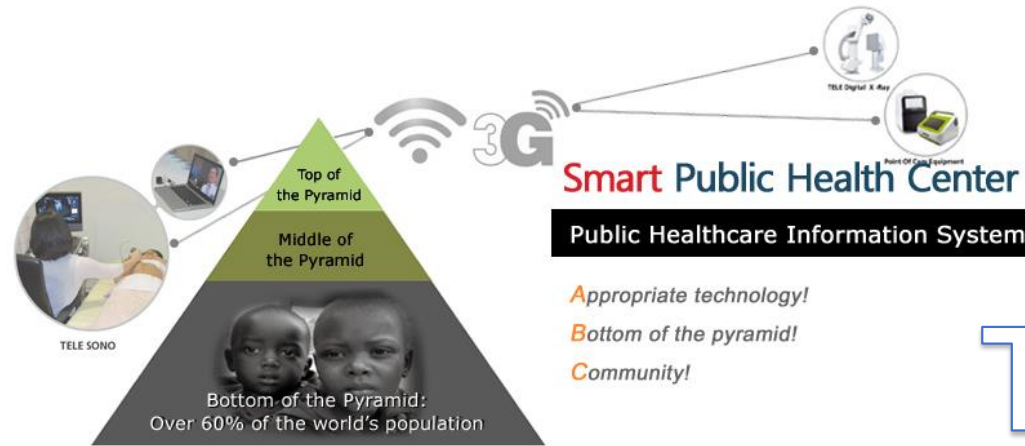 TELE Digital X-Ray
3G
Point Of Care Equipment
Smart Public Health Center
Public Healthcare Information System
Appropriate technology!
Bottom of the pyramid!
Community!
Top of
the Pyramid
Middle of
the Pyramid
TELE SONO
Bottom of the Pyramid:
Over 60% of the world's population
T